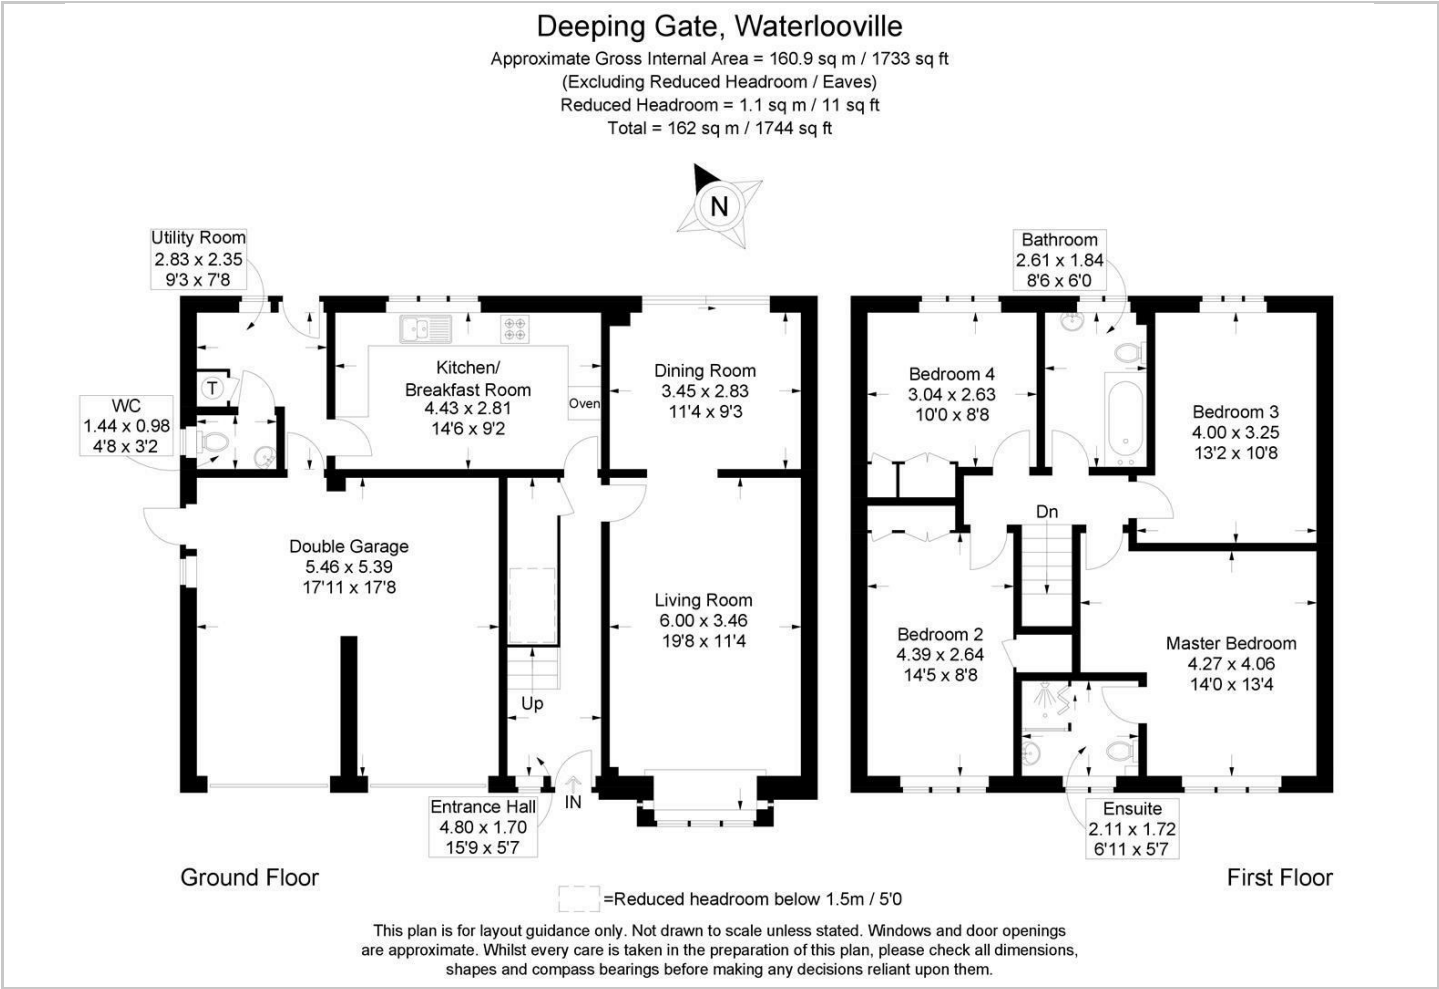 Deeping Gate, Waterlooville
Approximate Gross Internal Area = 160.9 sq m / 1733 sq ft
(Excluding Reduced Headroom / Eaves)
Reduced Headroom = 1.1 sq m / 11 sq ft
Total = 162 sq m / 1744 sq ft
N
Utility Room
2.83 x 2.35
9'3 x 7'8
WC
1.44 x 0.98
4'8 x 3'2
T
Kitchen/
Breakfast Room
4.43 x 2.81
14'6 x 9'2
Oven
Dining Room
3.45 x 2.83
11'4 x 9'3
Double Garage
5.46 x 5.39
17'11 x 17'8
Living Room
6.00 x 3.46
19'8 x 11'4
Up
IN
Entrance Hall
4.80 x 1.70
15'9 x 5'7
Ground Floor
Bathroom
2.61 x 1.84
8'6 x 6'0
Bedroom 4
3.04 x 2.63
10'0 x 8'8
Bedroom 3
4.00 x 3.25
13'2 x 10'8
Dn
Bedroom 2
4.39 x 2.64
14'5 x 8'8
Master Bedroom
4.27 x 4.06
14'0 x 13'4
Ensuite
2.11 x 1.72
6'11 x 5'7
First Floor
=Reduced headroom below 1.5m / 5'0
This plan is for layout guidance only. Not drawn to scale unless stated. Windows and door openings
are approximate. Whilst every care is taken in the preparation of this plan, please check all dimensions,
shapes and compass bearings before making any decisions reliant upon them.